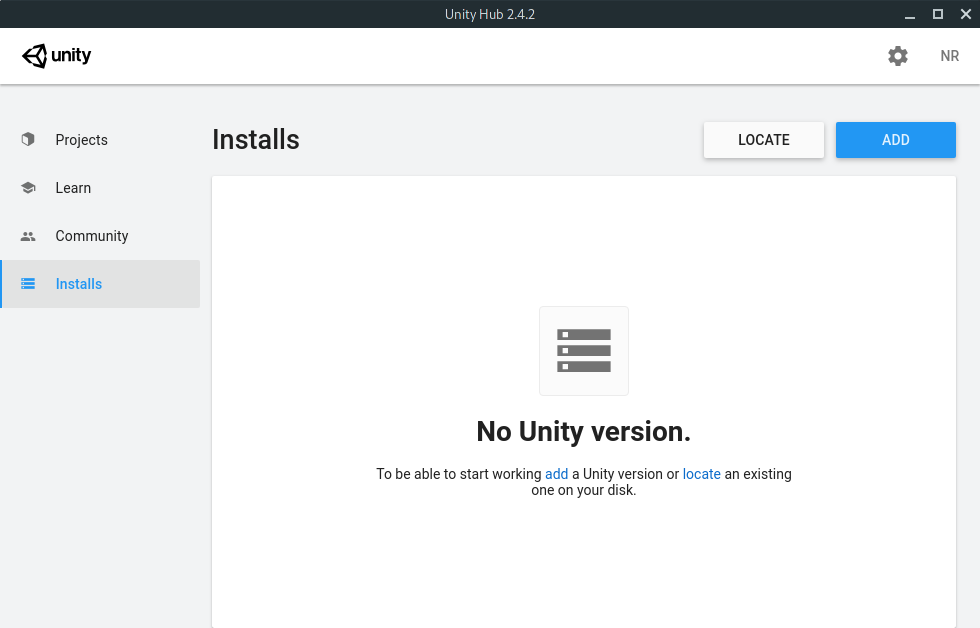 Unity Hub 2.4.2
unity
NR
Projects
Learn
Community
Installs
Installs
LOCATE
ADD
No Unity version.
To be able to start working add a Unity version or locate an existing
one on your disk.